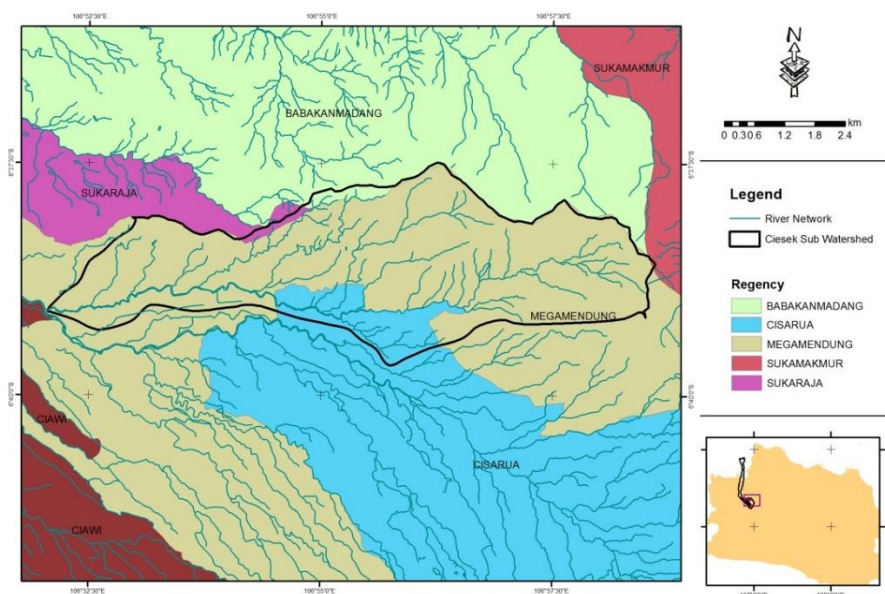 106°52'30"E
106°55'0"E
106°57'30"E
6°37'30"S
6°37'30"S
6°40'0"S
6°40'0"S
SUKAMAKMUR
BABAKANMADANG
SUKARAJA
MEGAMENDUNG
CIAWI
CISARUA
CIAWI
106°52'30"E
106°55'0"E
106°57'30"E
N
km
0 0.3 0.6 1.2 1.8 2.4
Legend
River Network
Ciesek Sub Watershed
Regency
BABAKANMADANG
CISARUA
MEGAMENDUNG
SUKAMAKMUR
SUKARAJA